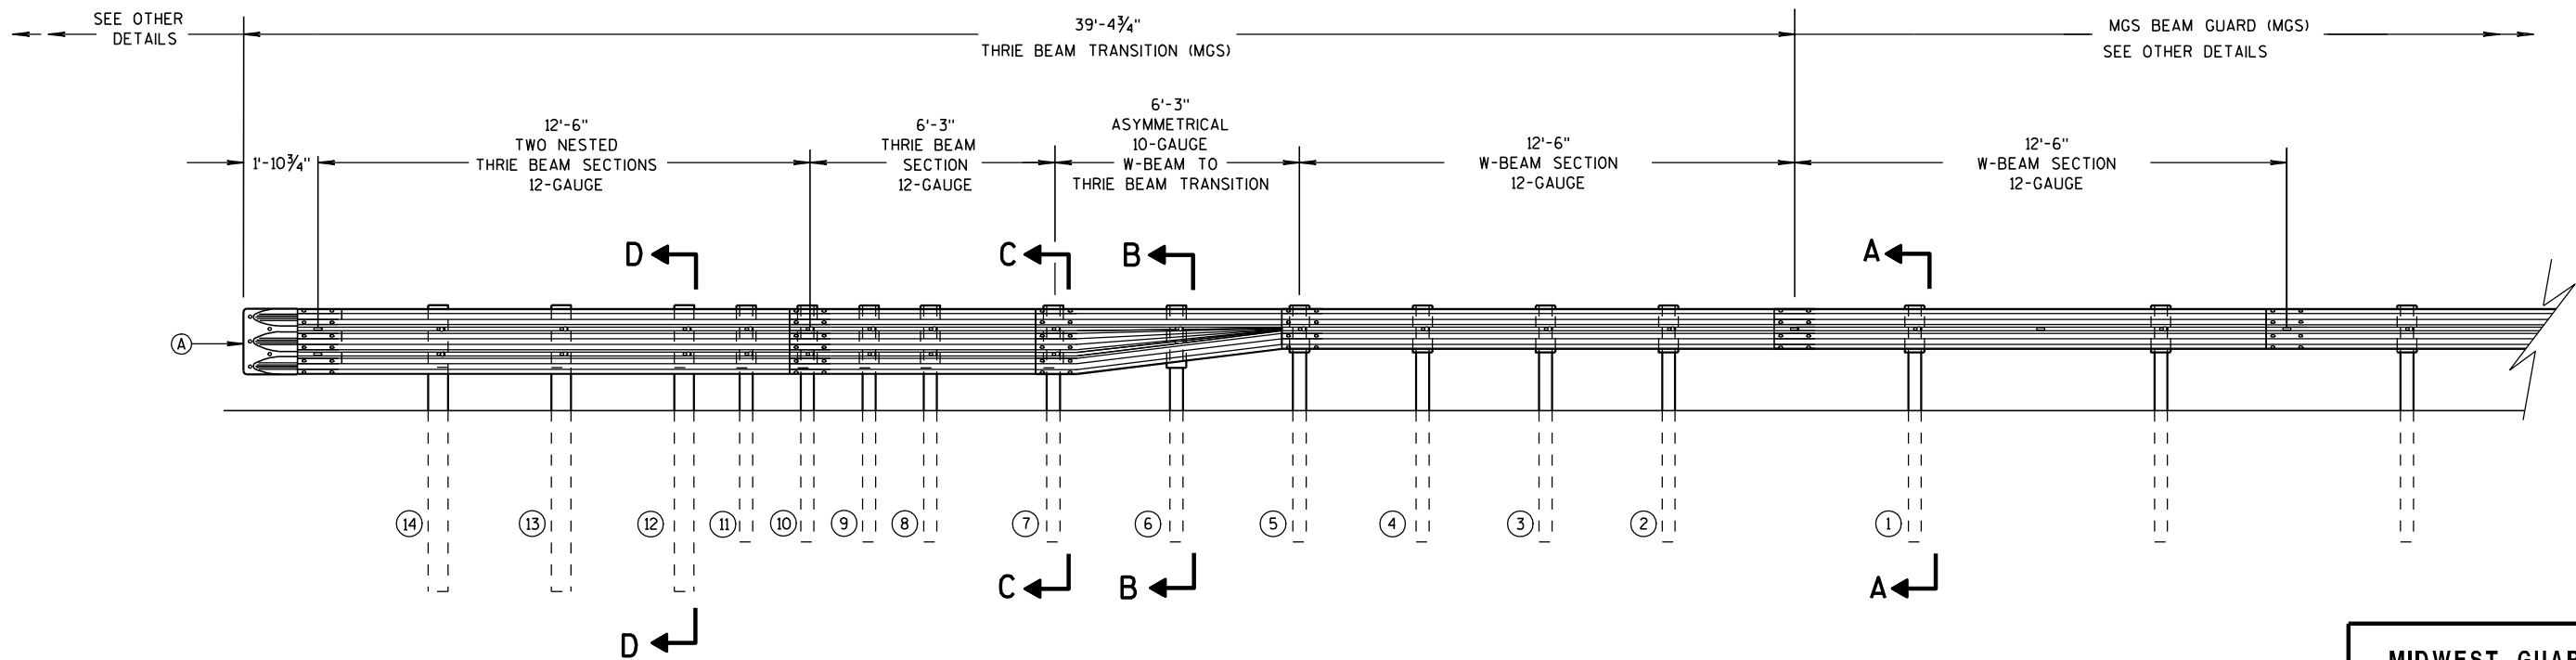 SEE OTHER
DETAILS
39'-4¾"
THRIE BEAM TRANSITION (MGS)
MGS BEAM GUARD (MGS)
SEE OTHER DETAILS
1'-10¾"
12'-6"
TWO NESTED
THRIE BEAM SECTIONS
12-GAUGE
6'-3"
THRIE BEAM
SECTION
12-GAUGE
6'-3"
ASYMMETRICAL
10-GAUGE
W-BEAM TO
THRIE BEAM TRANSITION
12'-6"
W-BEAM SECTION
12-GAUGE
12'-6"
W-BEAM SECTION
12-GAUGE
D
C
B
A
A
14
13
12
11
10
9
8
7
6
5
4
3
2
1
C
B
A
D